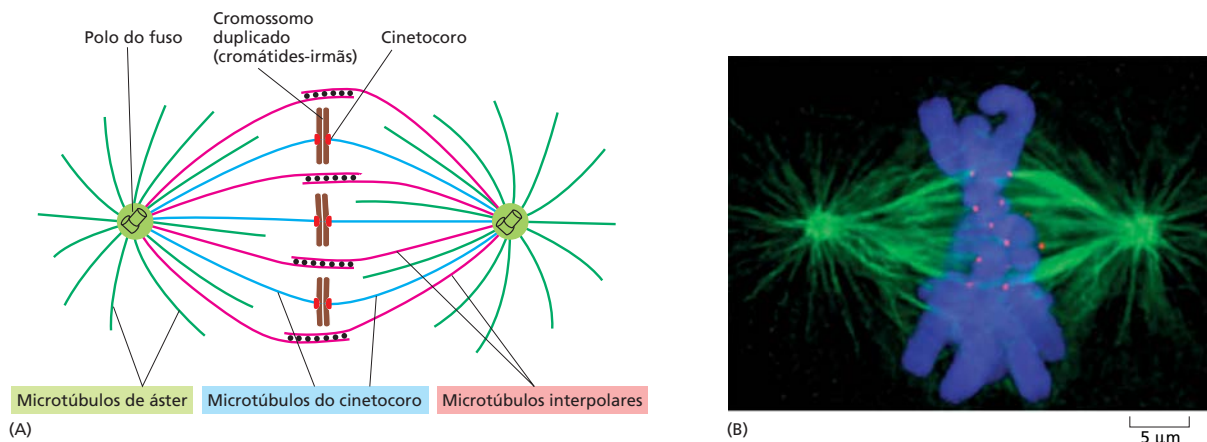 Polo do fuso
Cromossomo
duplicado
(cromátides-irmãs)
Cinetocoro
Microtúbulos de áster
Microtúbulos do cinetocoro
Microtúbulos interpolares
(A)
(B)
5 µm